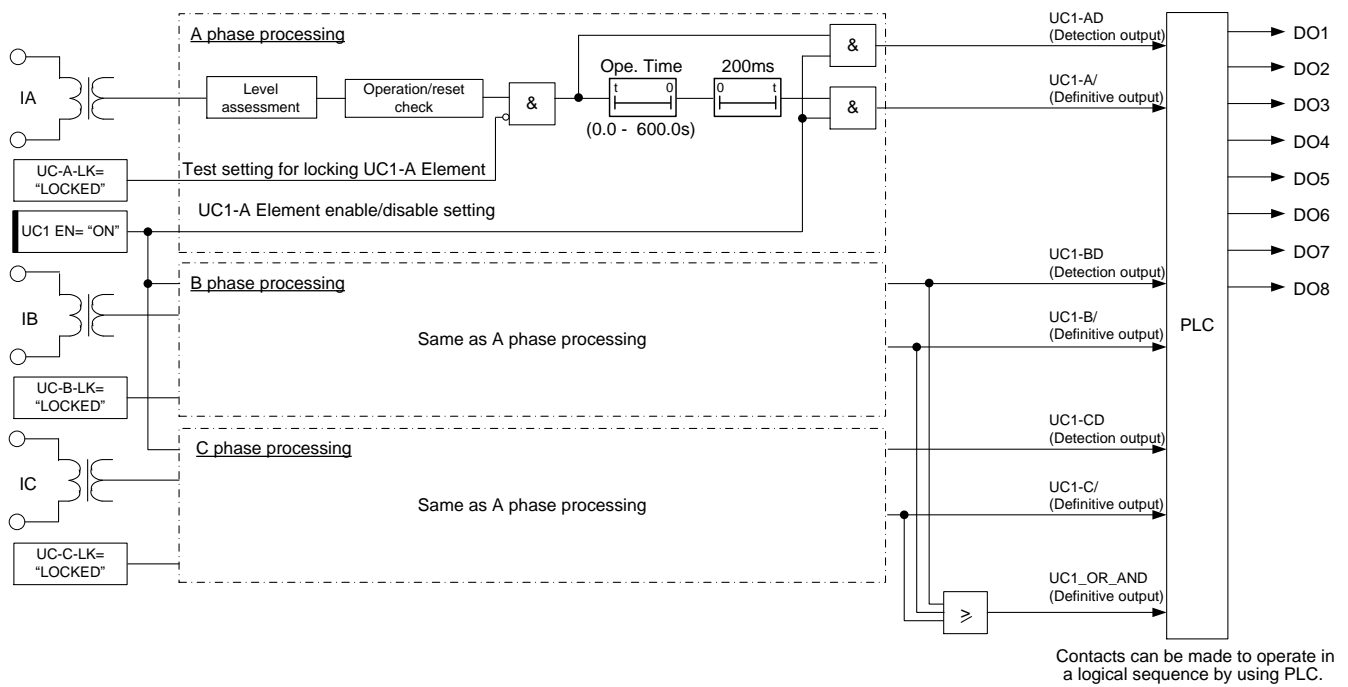 A phase processing
IA
Level
assessment
Operation/reset
check
&
Ope. Time
t 0
(0.0 - 600.0s)
200ms
0 t
&
&
UC-A-LK=
“LOCKED”
Test setting for locking UC1-A Element
UC1 EN= “ON”
UC1-A Element enable/disable setting
UC1-AD
(Detection output)
UC1-A/
(Definitive output)
B phase processing
IB
Same as A phase processing
UC-B-LK=
“LOCKED”
UC1-BD
(Detection output)
UC1-B/
(Definitive output)
C phase processing
IC
Same as A phase processing
UC-C-LK=
“LOCKED”
UC1-CD
(Detection output)
UC1-C/
(Definitive output)
≥
UC1_OR_AND
(Definitive output)
PLC
DO1
DO2
DO3
DO4
DO5
DO6
DO7
DO8
Contacts can be made to operate in
a logical sequence by using PLC.